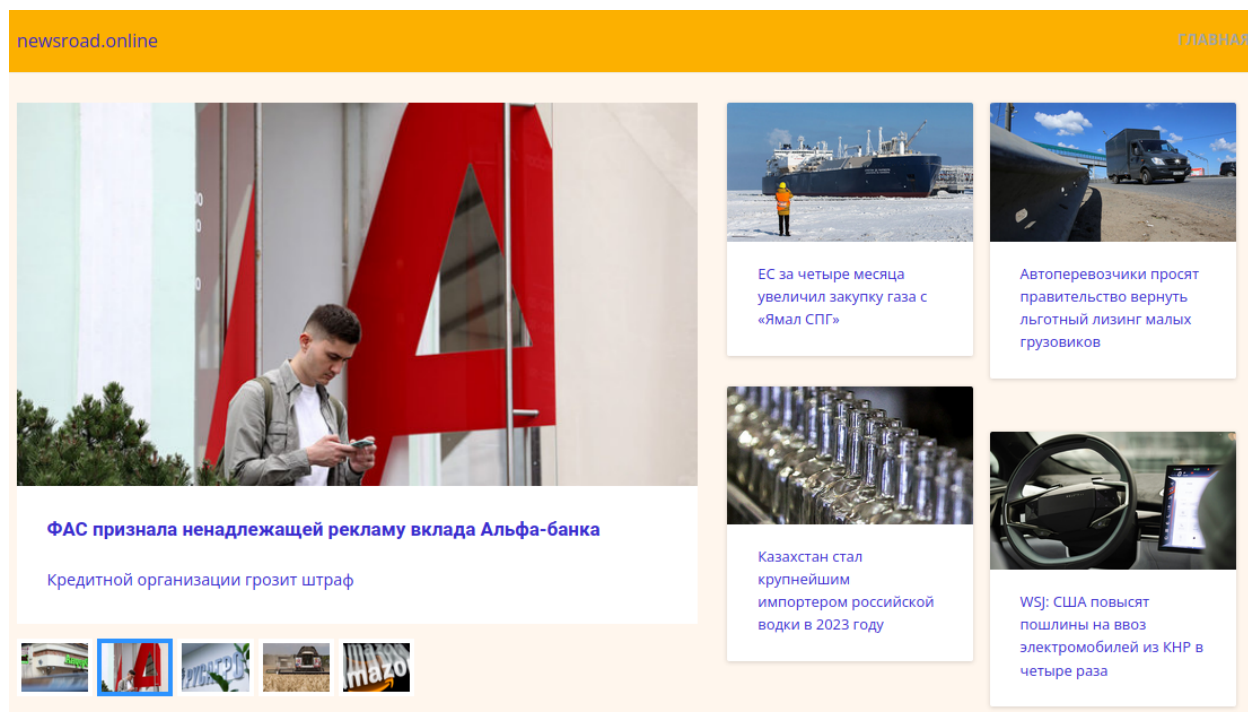 newsroad.online
ГЛАВНАЯ
ФАС признала ненадлежащей рекламу вклада Альфа-банка
Кредитной организации грозит штраф
ЕС за четыре месяца
увеличил закупку газа с
«Ямал СПГ»
Автоперевозчики просят
правительство вернуть
льготный лизинг малых
грузовиков
Казахстан стал
крупнейшим
импортером российской
водки в 2023 году
WSJ: США повысят
пошлины на ввоз
электромобилей из КНР в
четыре раза
РУСАГРО
amazo